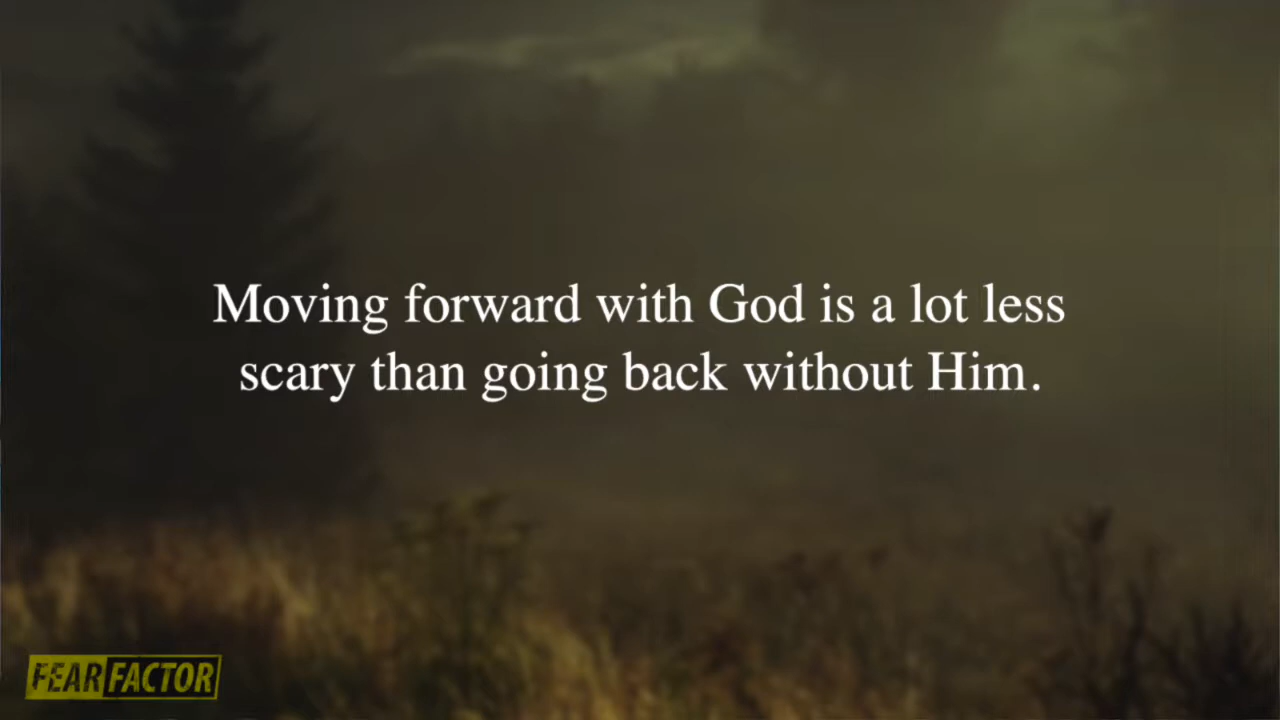 Moving forward with God is a lot less
scary than going back without Him.
FEAR FACTOR